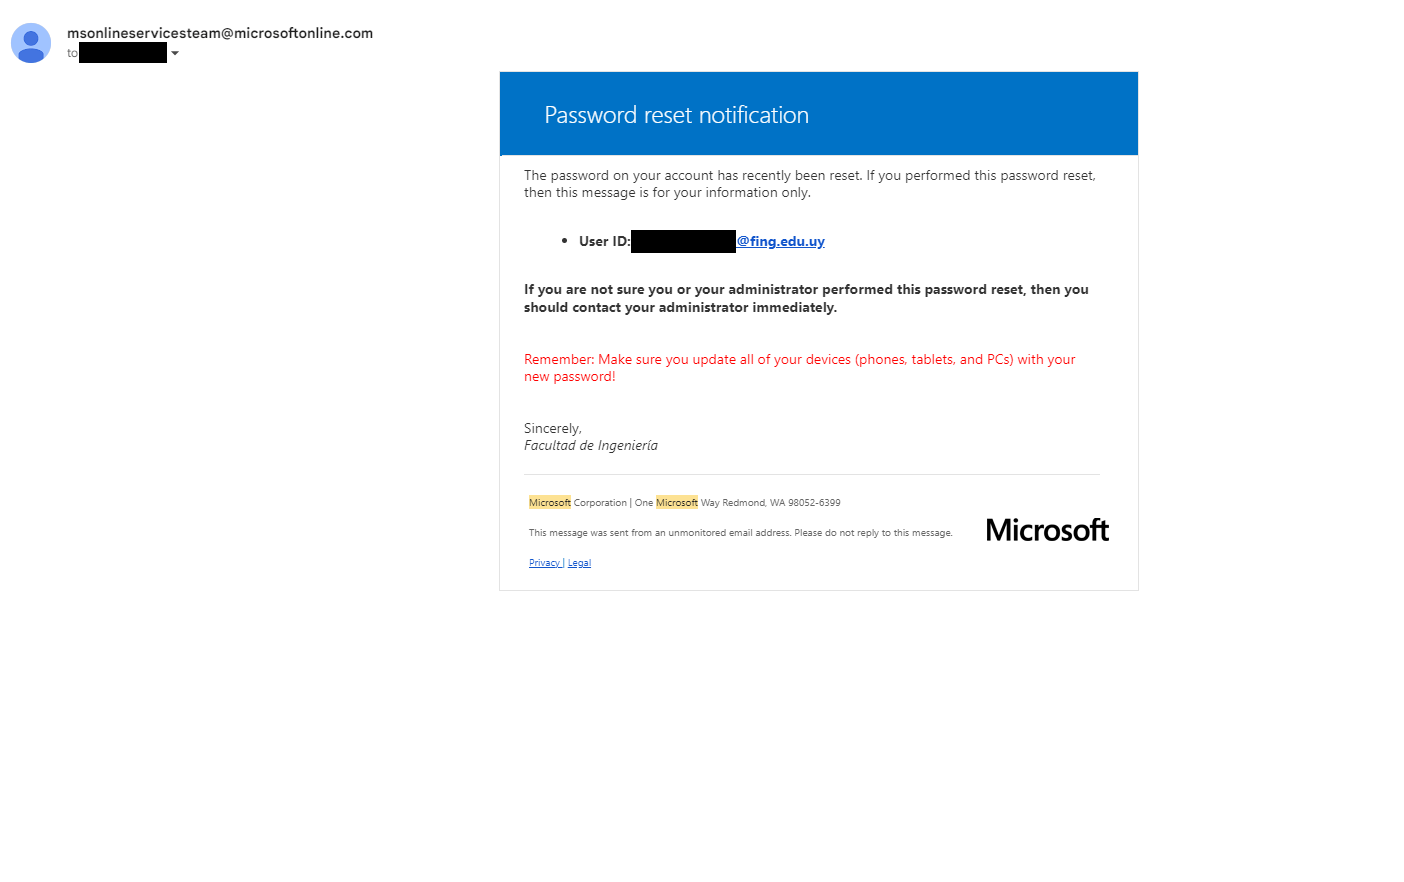 msonlineservicesteam@microsoftonline.com
to
Password reset notification
The password on your account has recently been reset. If you performed this password reset,
then this message is for your information only.
• User ID: @fing.edu.uy
If you are not sure you or your administrator performed this password reset, then you
should contact your administrator immediately.
Remember: Make sure you update all of your devices (phones, tablets, and PCs) with your
new password!
Sincerely,
Facultad de Ingeniería
Microsoft Corporation | One Microsoft Way Redmond, WA 98052-6399
This message was sent from an unmonitored email address. Please do not reply to this message.
Microsoft
Privacy | Legal